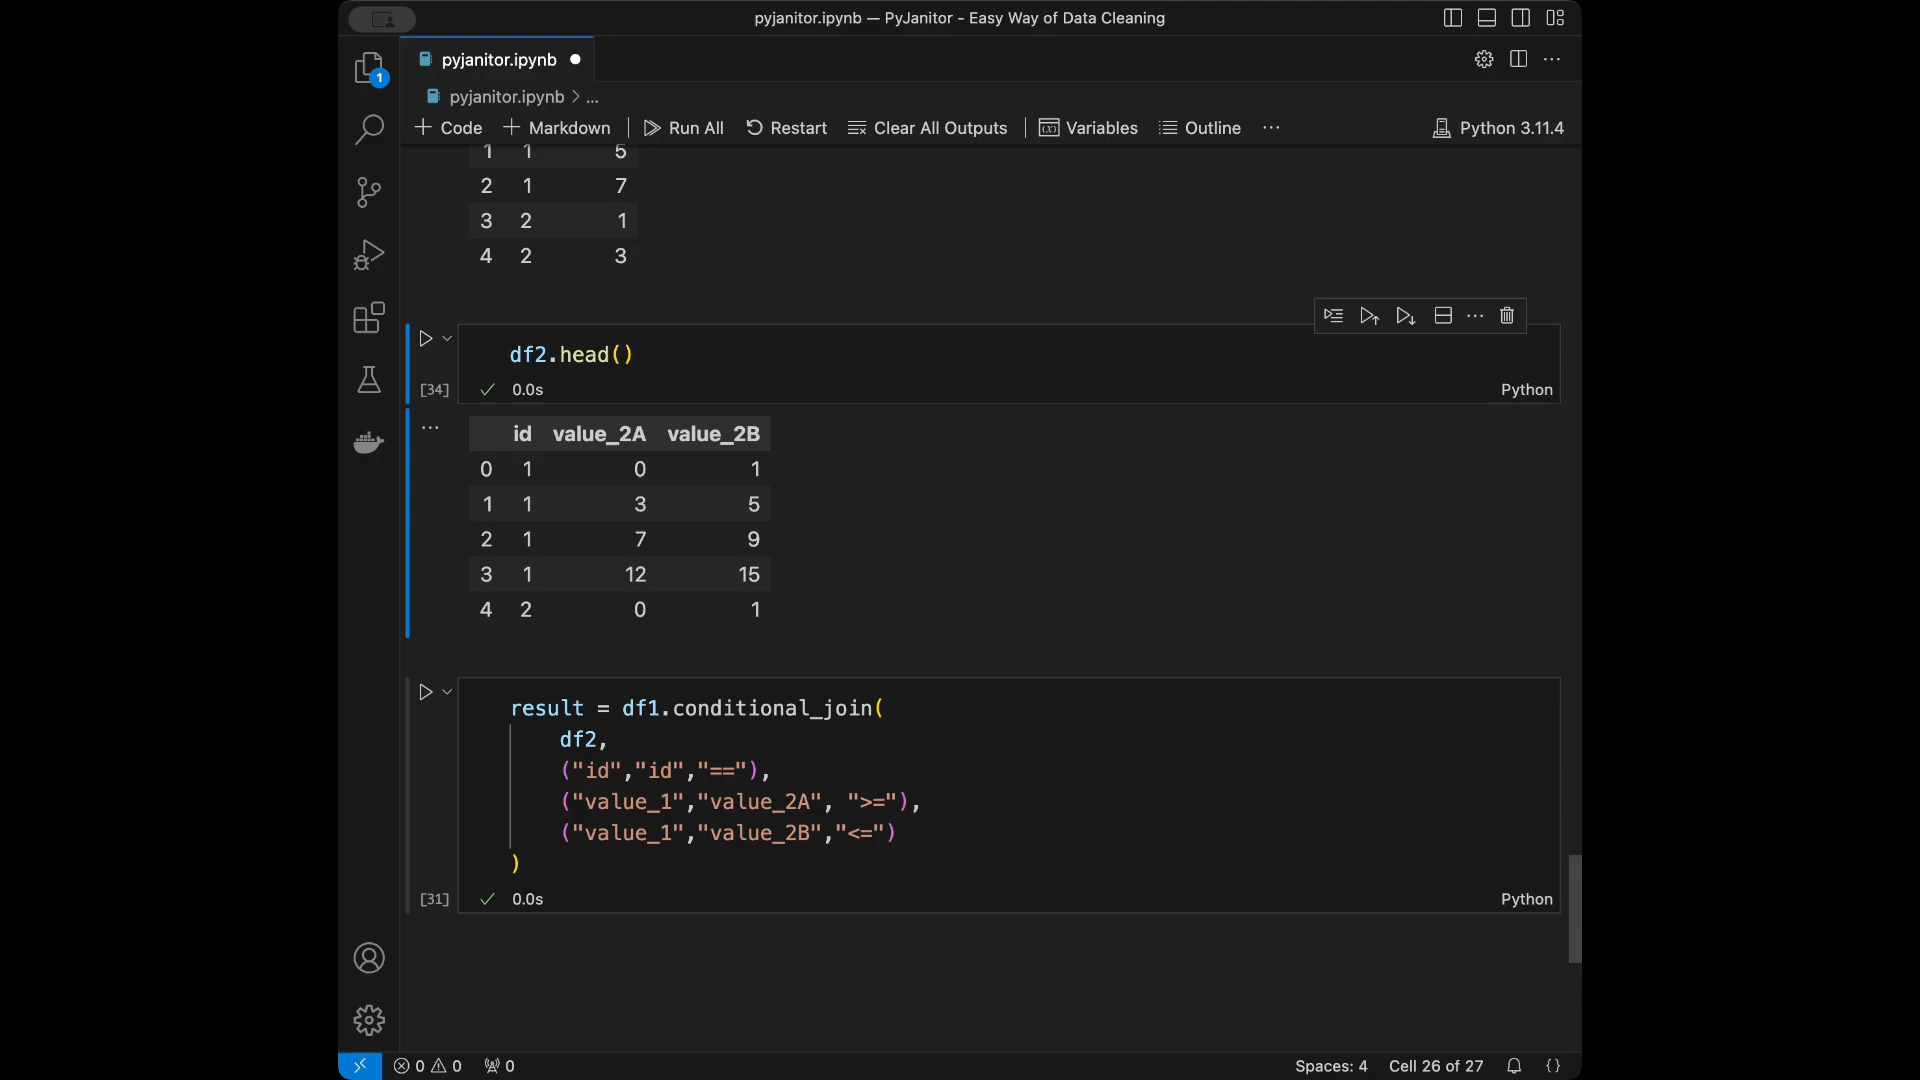 pyjanitor.ipynb — PyJanitor - Easy Way of Data Cleaning
1
pyjanitor.ipynb
pyjanitor.ipynb > ...
Code Markdown Run All Restart Clear All Outputs Variables Outline ... Python 3.11.4
1 1 5
2 1 7
3 2 1
4 2 3
df2.head()
[34] 0.0s Python
id value_2A value_2B
0 1 0 1
1 1 3 5
2 1 7 9
3 1 12 15
4 2 0 1
result = df1.conditional_join(
df2,
("id","id","=="),
("value_1","value_2A", ">="),
("value_1","value_2B","<=")
)
[31] 0.0s Python
0 0 0 Spaces: 4 Cell 26 of 27